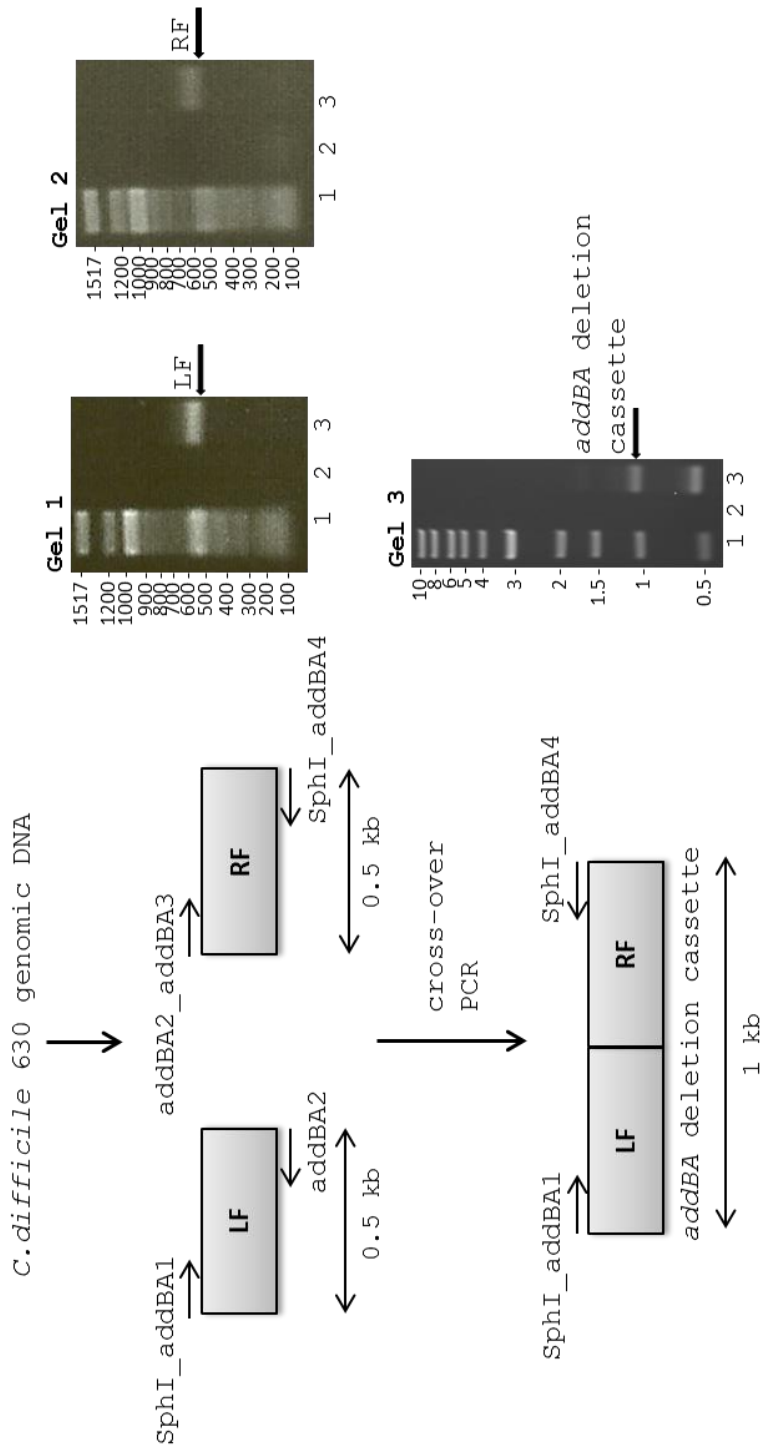 C.difficile 630 genomic DNA
SphI_addBA1
LF
addBA2
0.5 kb
addBA2_addBA3
RF
SphI_addBA4
0.5 kb
cross-over
PCR
SphI_addBA1
LF
RF
SphI_addBA4
addBA deletion cassette
1 kb
Gel 1
1517
1200
1000
900
800
700
600
500
400
300
200
100
1 2 3
LF
Gel 2
1517
1200
1000
900
800
700
600
500
400
300
200
100
1 2 3
RF
Gel 3
10
8
6
5
4
3
2
1.5
1
0.5
1 2 3
addBA deletion
cassette